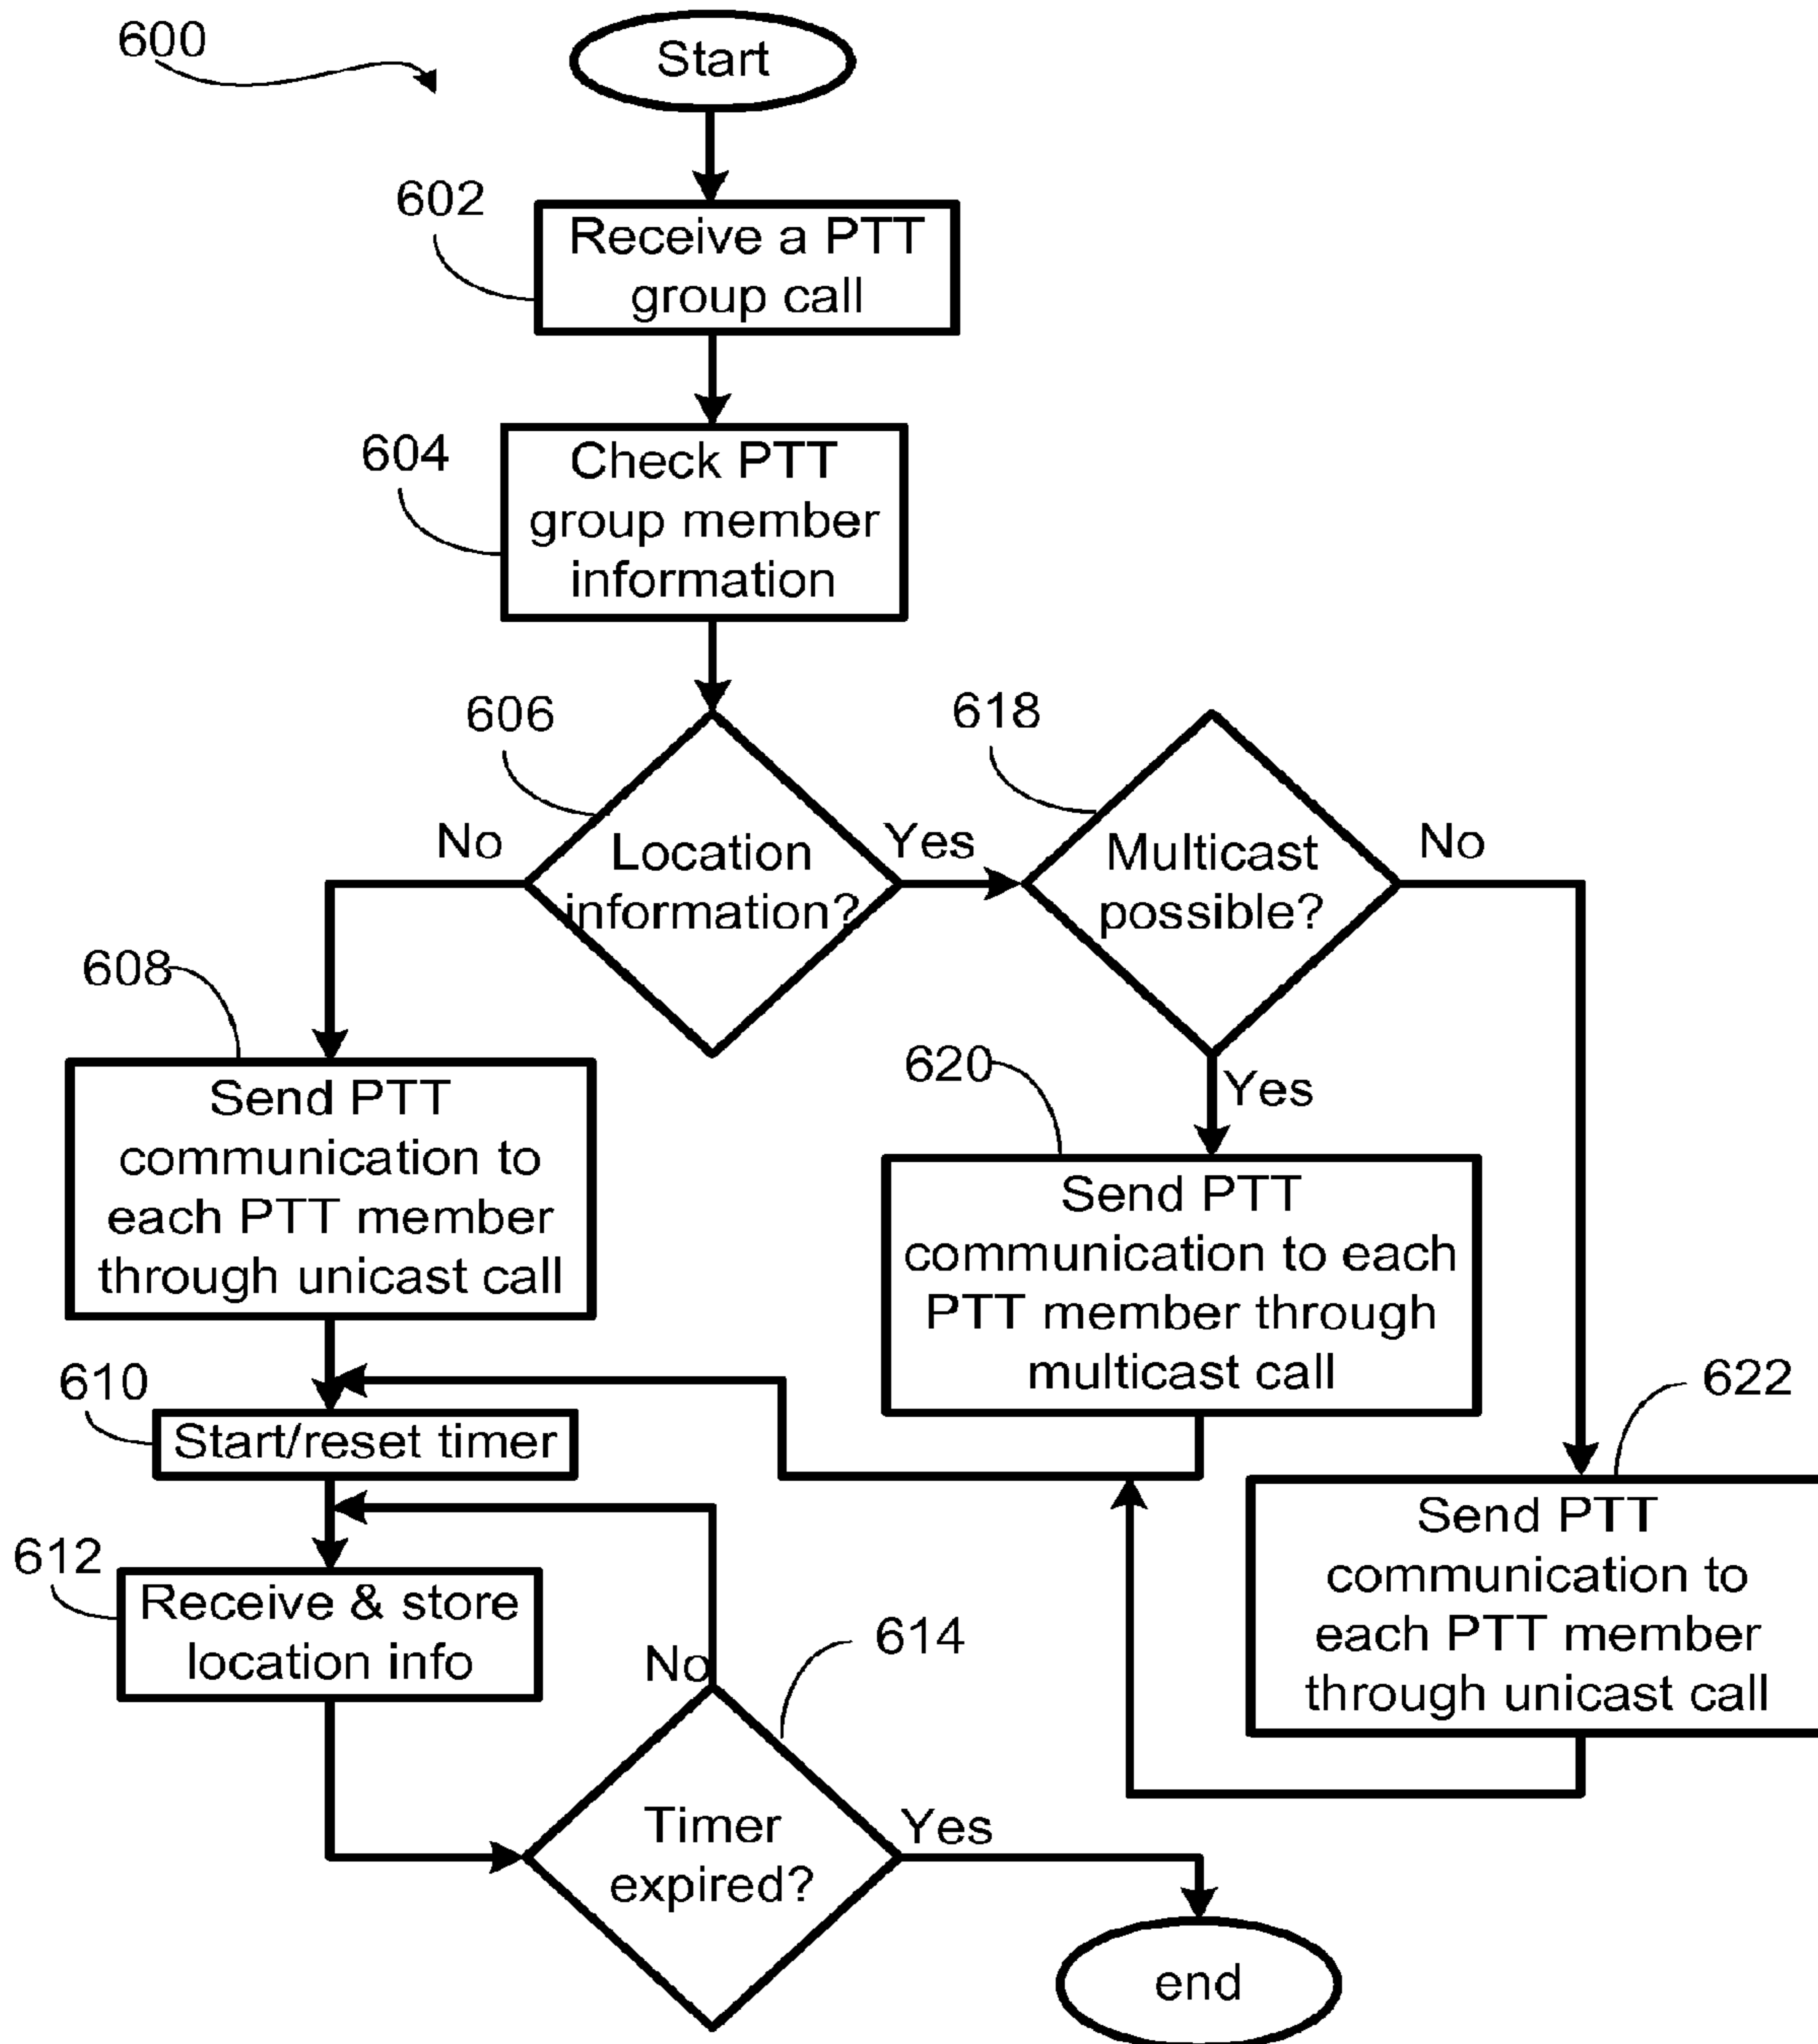 600
Start
602
Receive a PTT
group call
604
Check PTT
group member
information
606
618
No
Location
information?
Yes
Multicast
possible?
No
608
Send PTT
communication to
each PTT member
through unicast call
620
Yes
Send PTT
communication to each
PTT member through
multicast call
610
Start/reset timer
622
Send PTT
communication to
each PTT member
through unicast call
612
Receive & store
location info
No
614
Timer
expired?
Yes
end